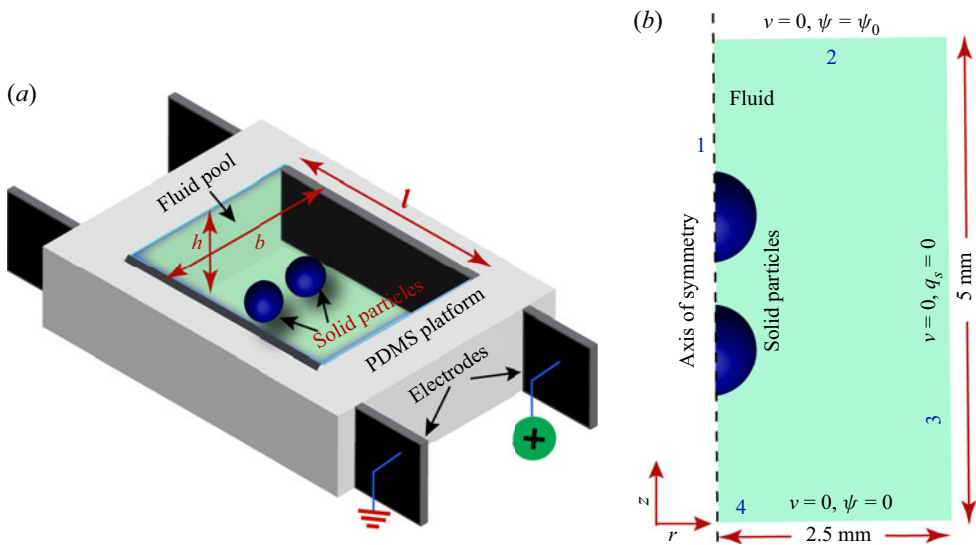 (a)
Fluid pool
h
b
l
Solid particles
PDMS platform
Electrodes
+
(b)
v = 0, ψ = ψ₀
2
Fluid
1
Axis of symmetry
Solid particles
v = 0, qₛ = 0
5 mm
3
z
r
4
v = 0, ψ = 0
2.5 mm